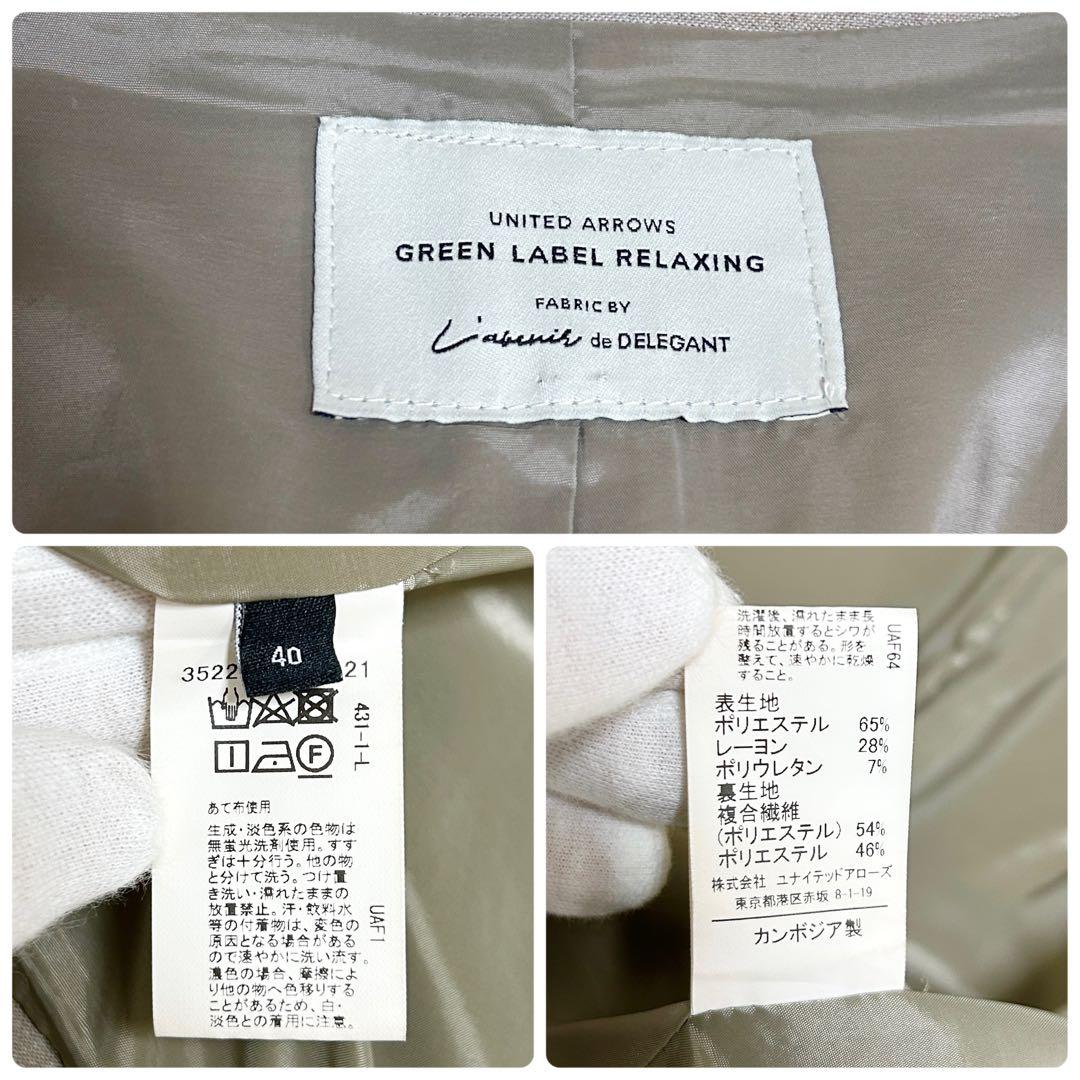 UNITED ARROWS
GREEN LABEL RELAXING
FABRIC BY
L'abenir de DELEGANT
40
3522 21
431-1-L
あて布使用
生成・淡色系の色物は
無蛍光洗剤使用。すす
ぎは十分行う。他の物
と分けて洗う。つけ置
き洗い・濡れたままの
放置禁止。汗・飲料水
等の付着物は、変色の
原因となる場合がある
ので速やかに洗い流す。
濃色の場合、摩擦によ
り他の物へ色移りする
ことがあるため、白・
淡色との着用に注意。
UAF1
洗濯後、濡れたまま長
時間放置するとシワが
残ることがある。形を
整えて、速やかに乾燥
すること。
UAF64
表生地
ポリエステル 65%
レーヨン 28%
ポリウレタン 7%
裏生地
複合繊維
(ポリエステル) 54%
ポリエステル 46%
株式会社 ユナイテッドアローズ
東京都港区赤坂 8-1-19
カンボジア製